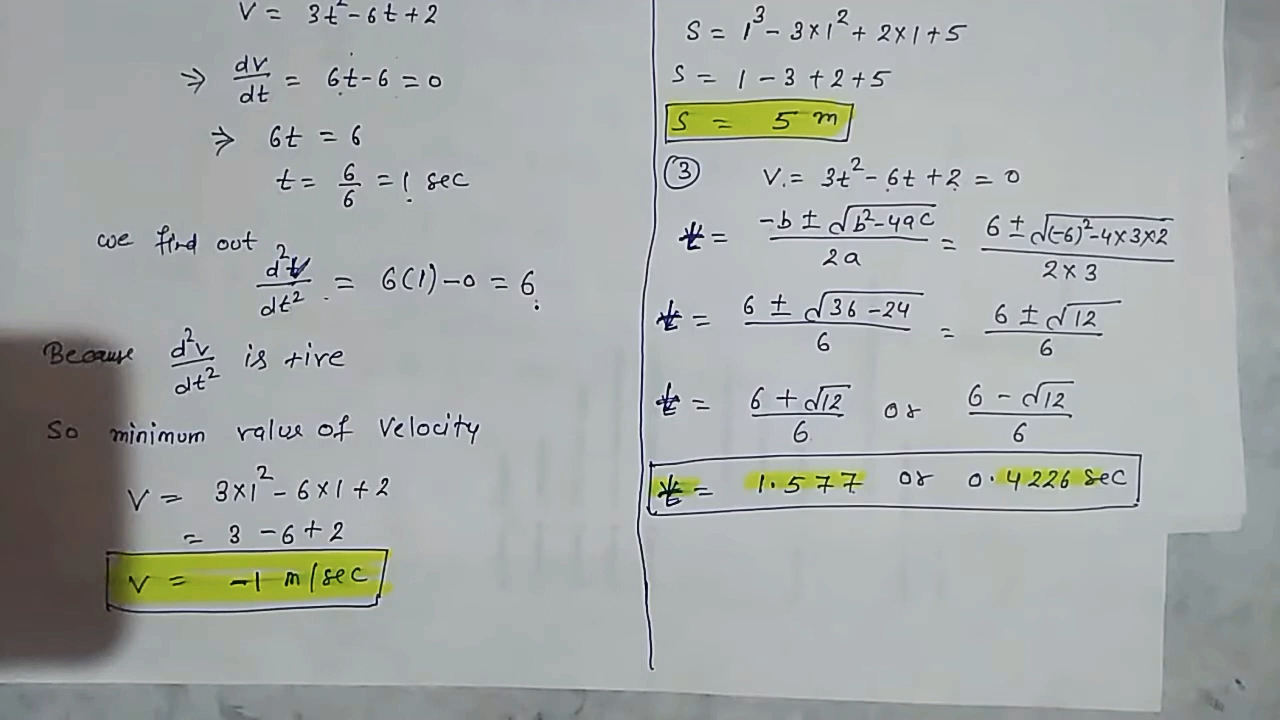 V = 3t² - 6t + 2
⇒ dv/dt = 6t - 6 = 0
⇒ 6t = 6
t = 6/6 = 1 sec
we find out
d²v/dt² = 6(1) - 0 = 6
Because d²v/dt² is +ive
So minimum value of Velocity
V = 3×1² - 6×1 + 2
= 3 - 6 + 2
V = -1 m/sec
S = 1³ - 3×1² + 2×1 + 5
S = 1 - 3 + 2 + 5
S = 5 m
③ V = 3t² - 6t + 2 = 0
t = (-b ± √(b² - 4ac))/2a = (6 ± √((-6)² - 4×3×2))/(2×3)
t = (6 ± √(36 - 24))/6 = (6 ± √12)/6
t = (6 + √12)/6 or (6 - √12)/6
t = 1.577 or 0.4226 sec